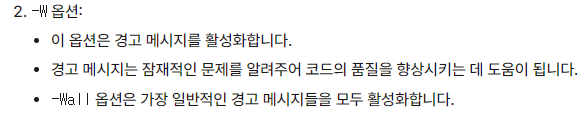 2. -W 옵션:
• 이 옵션은 경고 메시지를 활성화합니다.
• 경고 메시지는 잠재적인 문제를 알려주어 코드의 품질을 향상시키는 데 도움이 됩니다.
• -Wall 옵션은 가장 일반적인 경고 메시지들을 모두 활성화합니다.